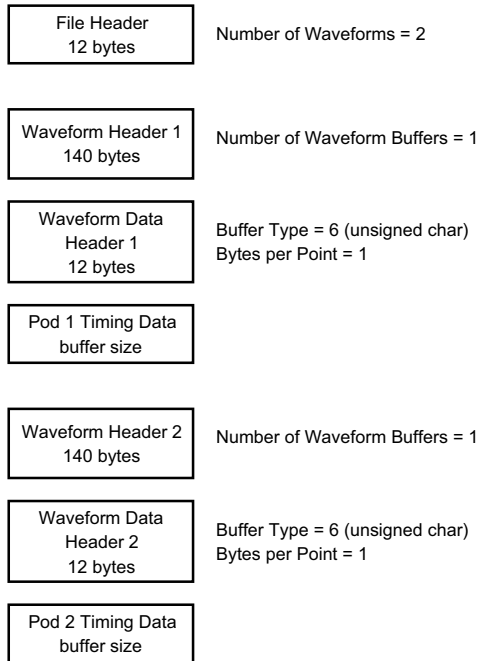 File Header
12 bytes
Number of Waveforms = 2
Waveform Header 1
140 bytes
Number of Waveform Buffers = 1
Waveform Data
Header 1
12 bytes
Buffer Type = 6 (unsigned char)
Bytes per Point = 1
Pod 1 Timing Data
buffer size
Waveform Header 2
140 bytes
Number of Waveform Buffers = 1
Waveform Data
Header 2
12 bytes
Buffer Type = 6 (unsigned char)
Bytes per Point = 1
Pod 2 Timing Data
buffer size